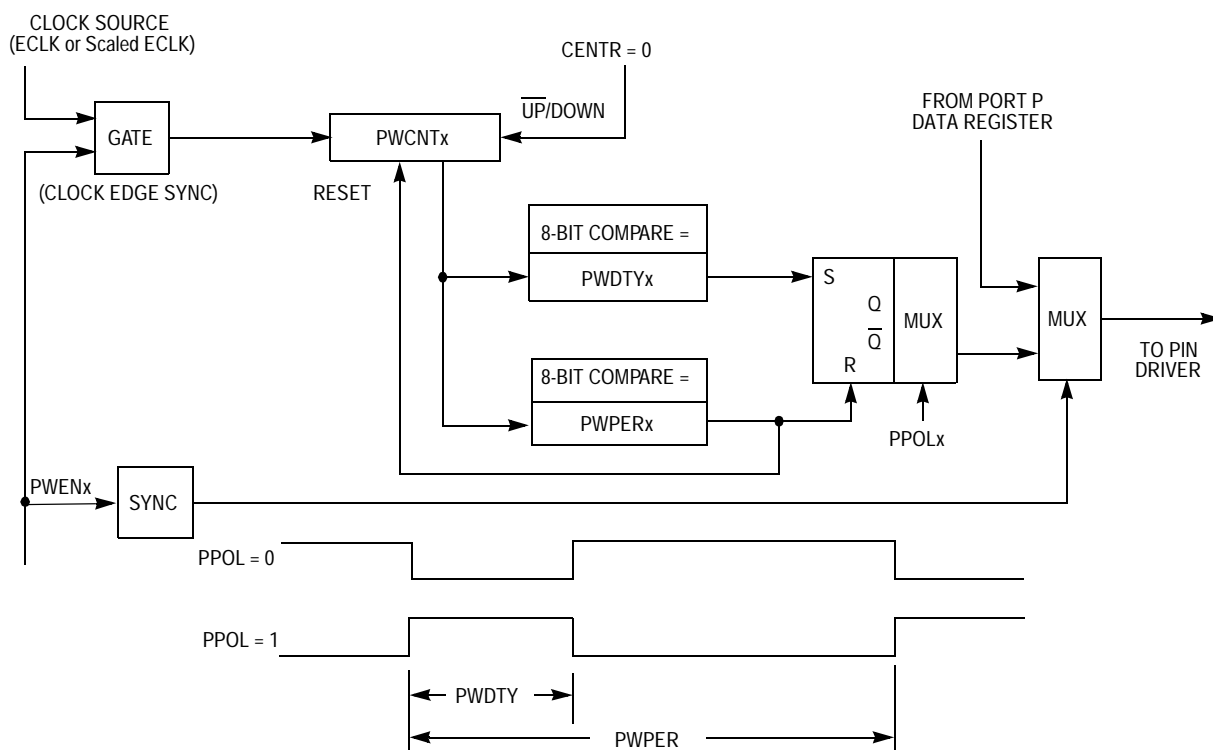 CLOCK SOURCE
(ECLK or Scaled ECLK)
CENTR = 0
U̅P̅/DOWN
FROM PORT P
DATA REGISTER
GATE
PWCNTx
(CLOCK EDGE SYNC)
RESET
8-BIT COMPARE =
PWDTYx
S
Q
Q̅
R
MUX
MUX
TO PIN
DRIVER
8-BIT COMPARE =
PWPERx
PPOLx
PWENx
SYNC
PPOL = 0
PPOL = 1
PWDTY
PWPER